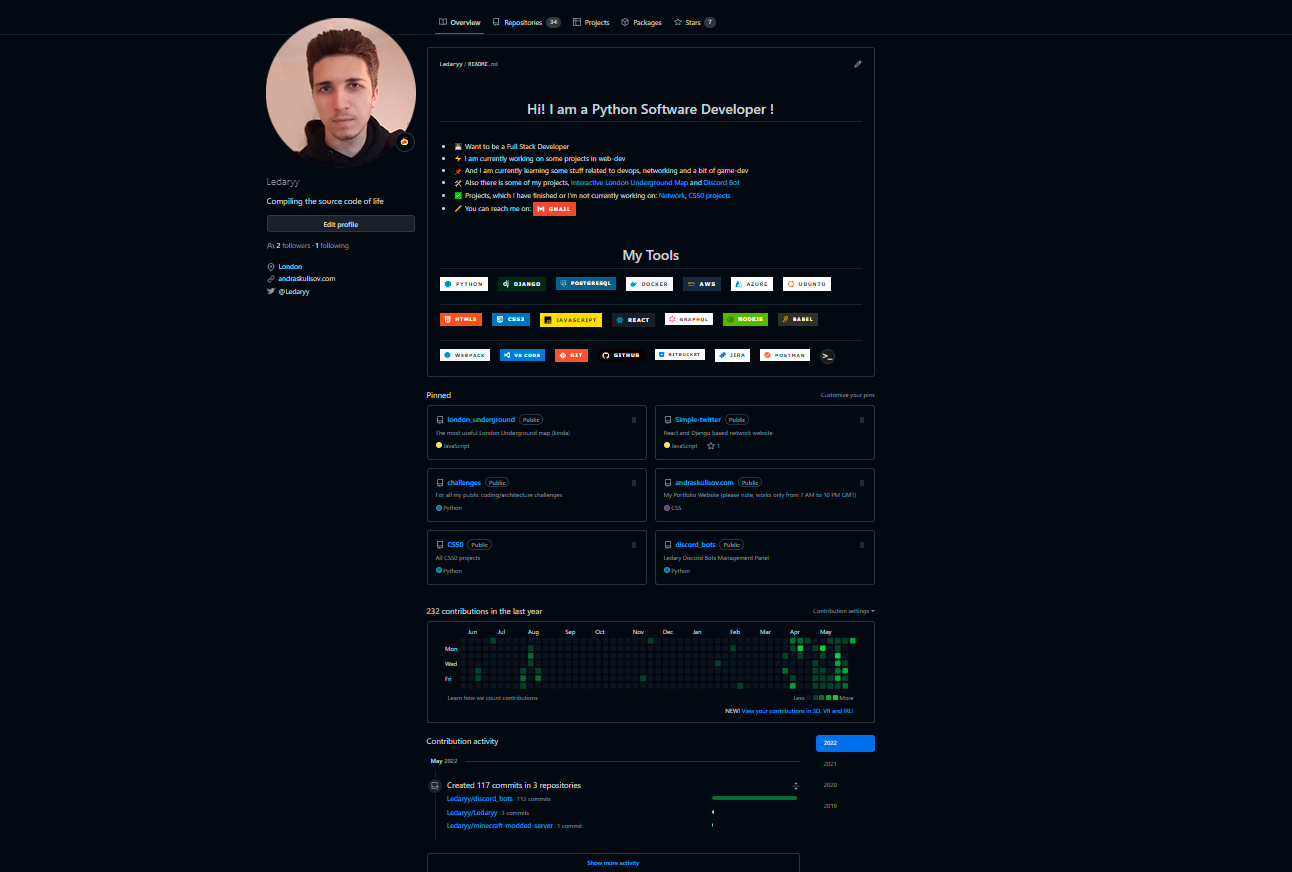 Overview Repositories 34 Projects Packages Stars 7
Ledaryy / README.md
Hi! I am a Python Software Developer !
Want to be a Full Stack Developer
I am currently working on some projects in web-dev
And I am currently learning some stuff related to devops, networking and a bit of game-dev
Also there is some of my projects, Interactive London Underground Map and Discord Bot
Projects, which I have finished or I'm not currently working on: Network, CS50 projects
You can reach me on: GMAIL
Ledaryy
Compiling the source code of life
Edit profile
2 followers · 1 following
London
andraskulisov.com
@Ledaryy
My Tools
PYTHON DJANGO POSTGRESQL DOCKER AWS AZURE UBUNTU
HTML5 CSS3 JAVASCRIPT REACT GRAPHQL NODEJS BABEL
WEBPACK VS CODE GIT GITHUB BITBUCKET JIRA POSTMAN >_
Pinned
Customize your pins
london_underground Public
The most useful London Underground map (kinda)
JavaScript
Simple-twitter Public
React and Django based network website
JavaScript 1
challenges Public
For all my public coding/architecture challenges
Python
andraskulisov.com Public
My Portfolio Website (please note, works only from 7 AM to 10 PM GMT)
CSS
CS50 Public
All CS50 projects
Python
discord_bots Public
Ledary Discord Bots Management Panel
Python
232 contributions in the last year
Contribution settings
Jun Jul Aug Sep Oct Nov Dec Jan Feb Mar Apr May
Mon
Wed
Fri
Learn how we count contributions
Less More
NEW! View your contributions in 3D, VR and IRL!
Contribution activity
2022
2021
2020
2019
May 2022
Created 117 commits in 3 repositories
Ledaryy/discord_bots 113 commits
Ledaryy/Ledaryy 3 commits
Ledaryy/minecraft-modded-server 1 commit
Show more activity